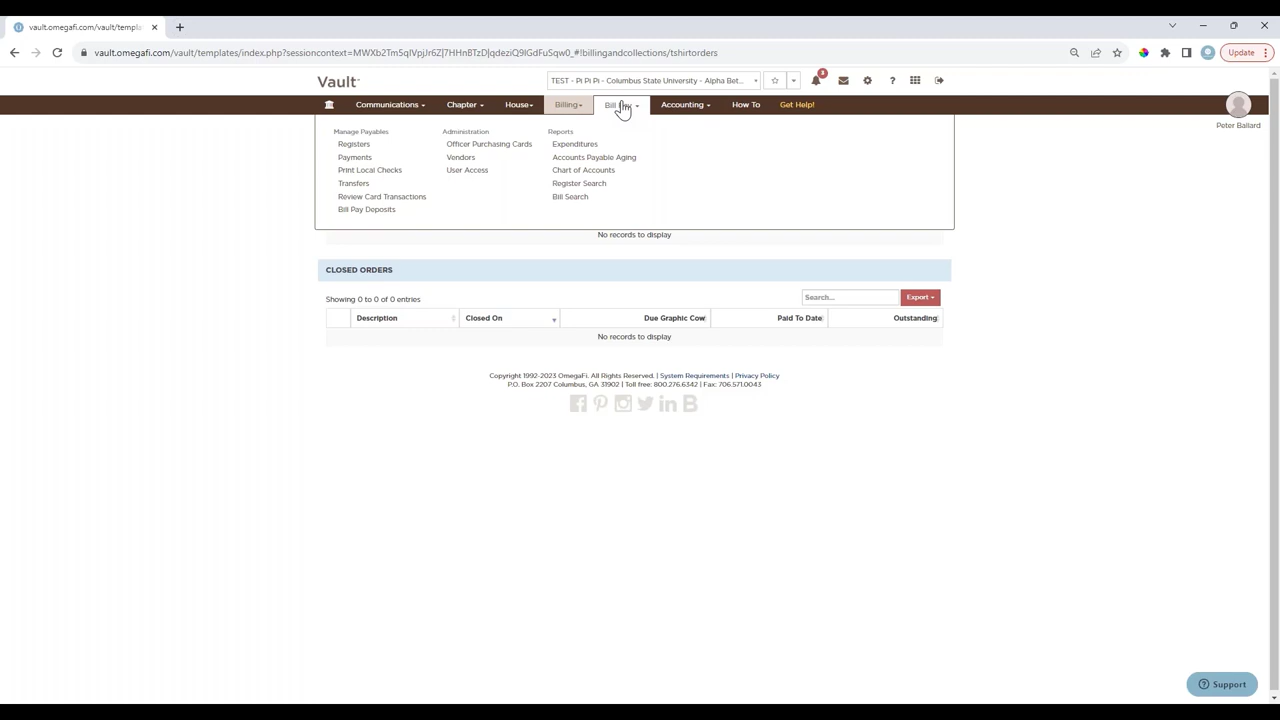 vault.omegafi.com/vault/templa
vault.omegafi.com/vault/templates/index.php?sessioncontext=MWXb2Tm5qIVpjJr6Zj7HHnBTzD|qdeziQ9lGdFuSqw0_#!billingandcollections/tshirtorders
Update
Vault
TEST - Pi Pi Pi - Columbus State University - Alpha Bet...
Communications Chapter House Billing Bill Accounting How To Get Help!
Peter Ballard
Manage Payables Administration Reports
Registers Officer Purchasing Cards Expenditures
Payments Vendors Accounts Payable Aging
Print Local Checks User Access Chart of Accounts
Transfers Register Search
Review Card Transactions Bill Search
Bill Pay Deposits
No records to display
CLOSED ORDERS
Showing 0 to 0 of 0 entries Search... Export
Description Closed On Due Graphic Cow Paid To Date Outstanding
No records to display
Copyright 1992-2023 OmegaFi. All Rights Reserved. | System Requirements | Privacy Policy
P.O. Box 2207 Columbus, GA 31902 | Toll free: 800.276.6342 | Fax: 706.571.0043
Support